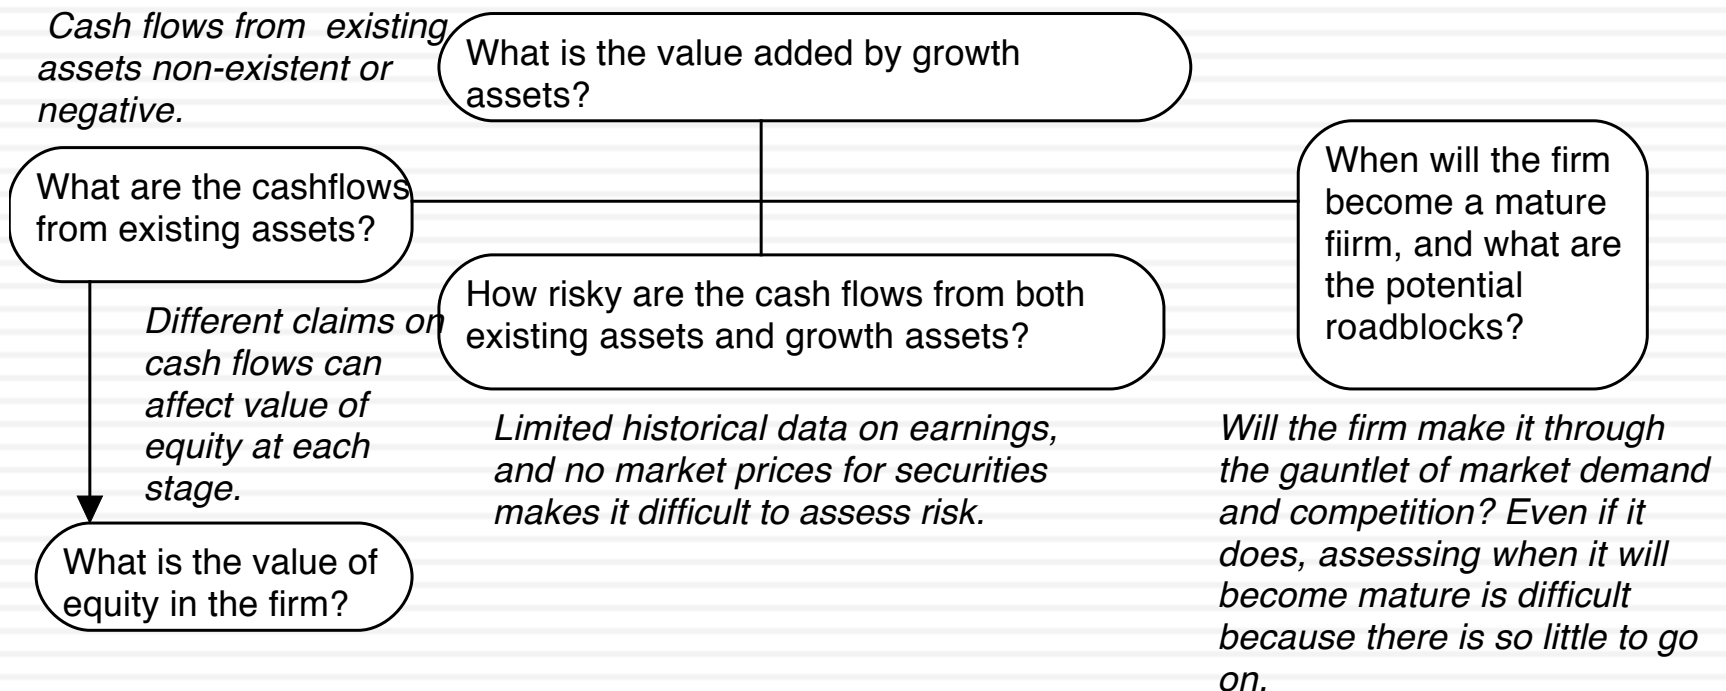 Cash flows from  existing
assets non-existent or
negative.
What is the value added by growth
assets?
What are the cashflows
from existing assets?
When will the firm
become a mature
fiirm, and what are
the potential
roadblocks?
How risky are the cash flows from both
existing assets and growth assets?
Different claims on
cash flows can
affect value of
equity at each
stage.
Limited historical data on earnings,
and no market prices for securities
makes it difficult to assess risk.
Will the firm make it through
the gauntlet of market demand
and competition? Even if it
does, assessing when it will
become mature is difficult
because there is so little to go
on.
What is the value of
equity in the firm?